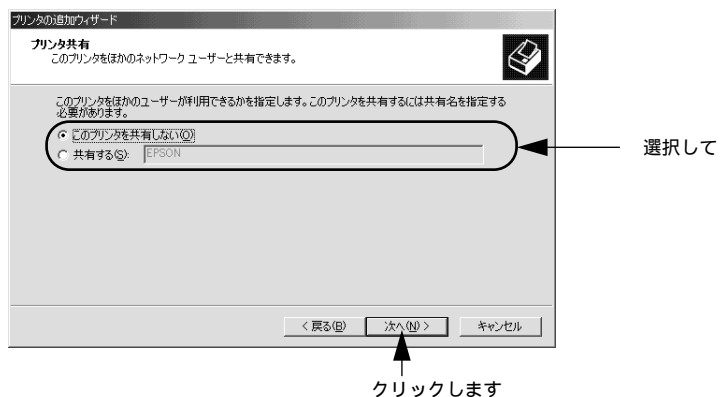 プリンタの追加ウィザード
プリンタ共有
このプリンタをほかのネットワーク ユーザーと共有できます。
このプリンタをほかのユーザーが利用できるかを指定します。このプリンタを共有するには共有名を指定する
必要があります。
このプリンタを共有しない(O)
共有する(S): EPSON
選択して
< 戻る(B) 次へ(N) > キャンセル
クリックします